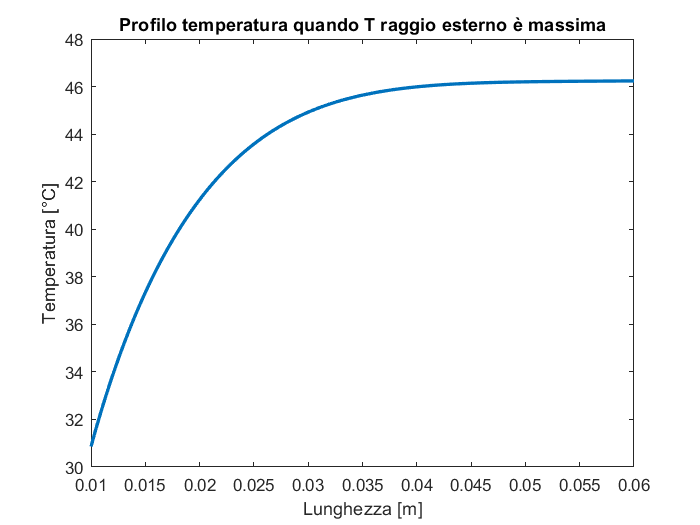 Profilo temperatura quando T raggio esterno è massima
48
46
44
42
40
38
36
34
32
30
Temperatura [°C]
0.01 0.015 0.02 0.025 0.03 0.035 0.04 0.045 0.05 0.055 0.06
Lunghezza [m]